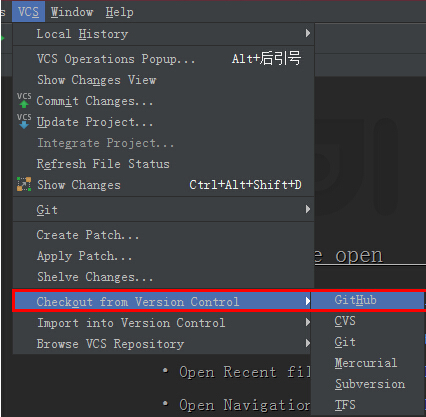 s VCS Window Help
Local History
VCS Operations Popup... Alt+后引号
Show Changes View
VCS Commit Changes...
VCS Update Project...
Integrate Project...
Refresh File Status
Show Changes Ctrl+Alt+Shift+D
Git
Create Patch...
Apply Patch...
e open
Shelve Changes...
Checkout from Version Control GitHub
Import into Version Control CVS
Browse VCS Repository Git
Mercurial
• Open Recent fil
Subversion
• Open Navigation TFS